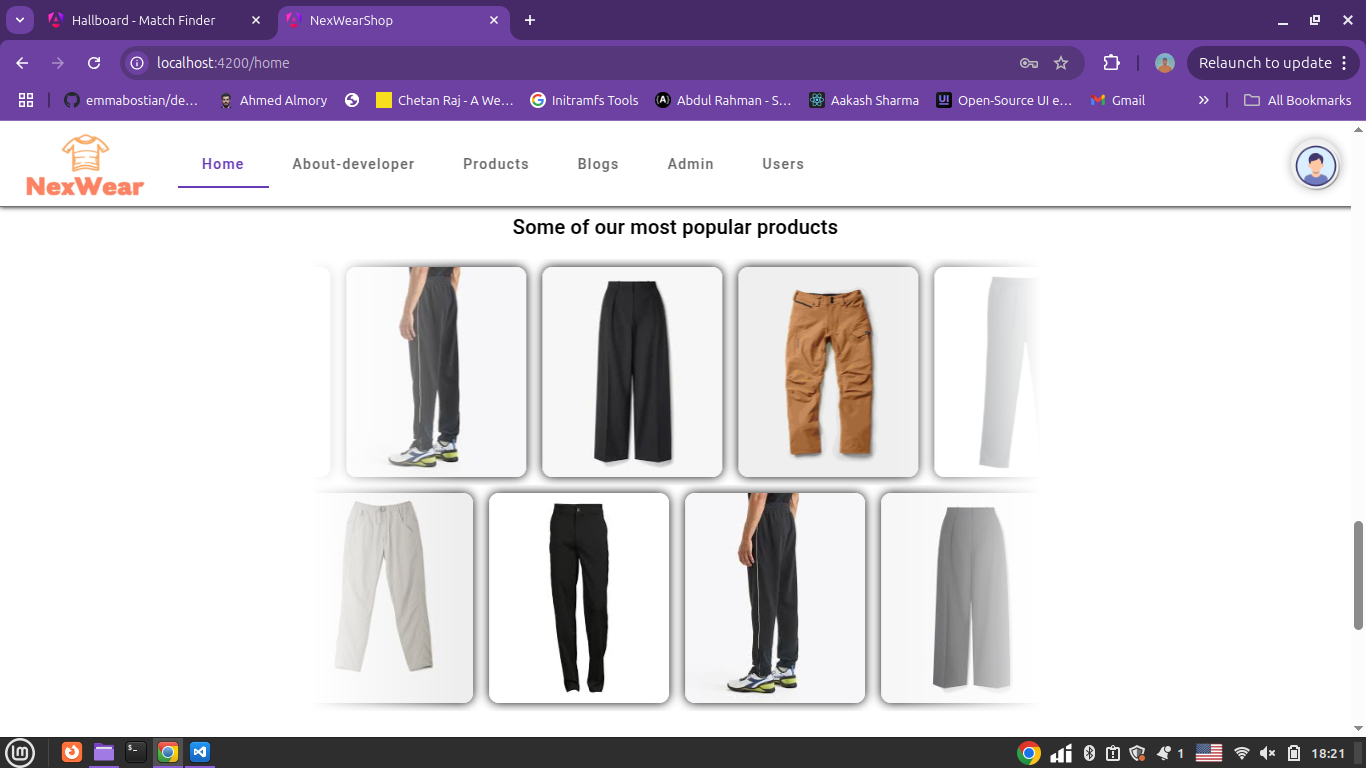 Hallboard - Match Finder
NexWearShop
localhost:4200/home
Relaunch to update
emmabostian/de...
Ahmed Almory
Chetan Raj - A We...
Initramfs Tools
Abdul Rahman - S...
Aakash Sharma
UI
Open-Source UI e...
Gmail
All Bookmarks
NexWear
Home
About-developer
Products
Blogs
Admin
Users
Some of our most popular products
1
18:21